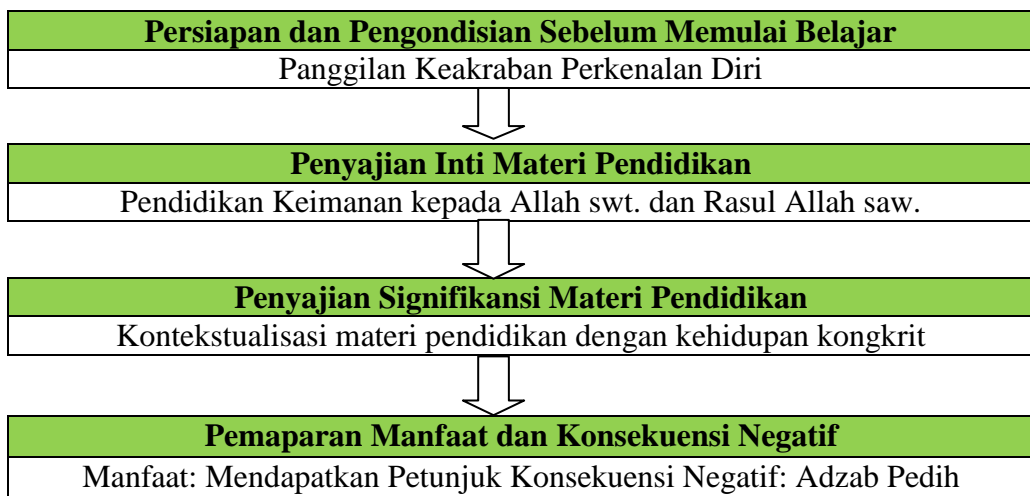 Persiapan dan Pengondisian Sebelum Memulai Belajar
Panggilan Keakraban Perkenalan Diri
Penyajian Inti Materi Pendidikan
Pendidikan Keimanan kepada Allah swt. dan Rasul Allah saw.
Penyajian Signifikansi Materi Pendidikan
Kontekstualisasi materi pendidikan dengan kehidupan kongkrit
Pemaparan Manfaat dan Konsekuensi Negatif
Manfaat: Mendapatkan Petunjuk Konsekuensi Negatif: Adzab Pedih